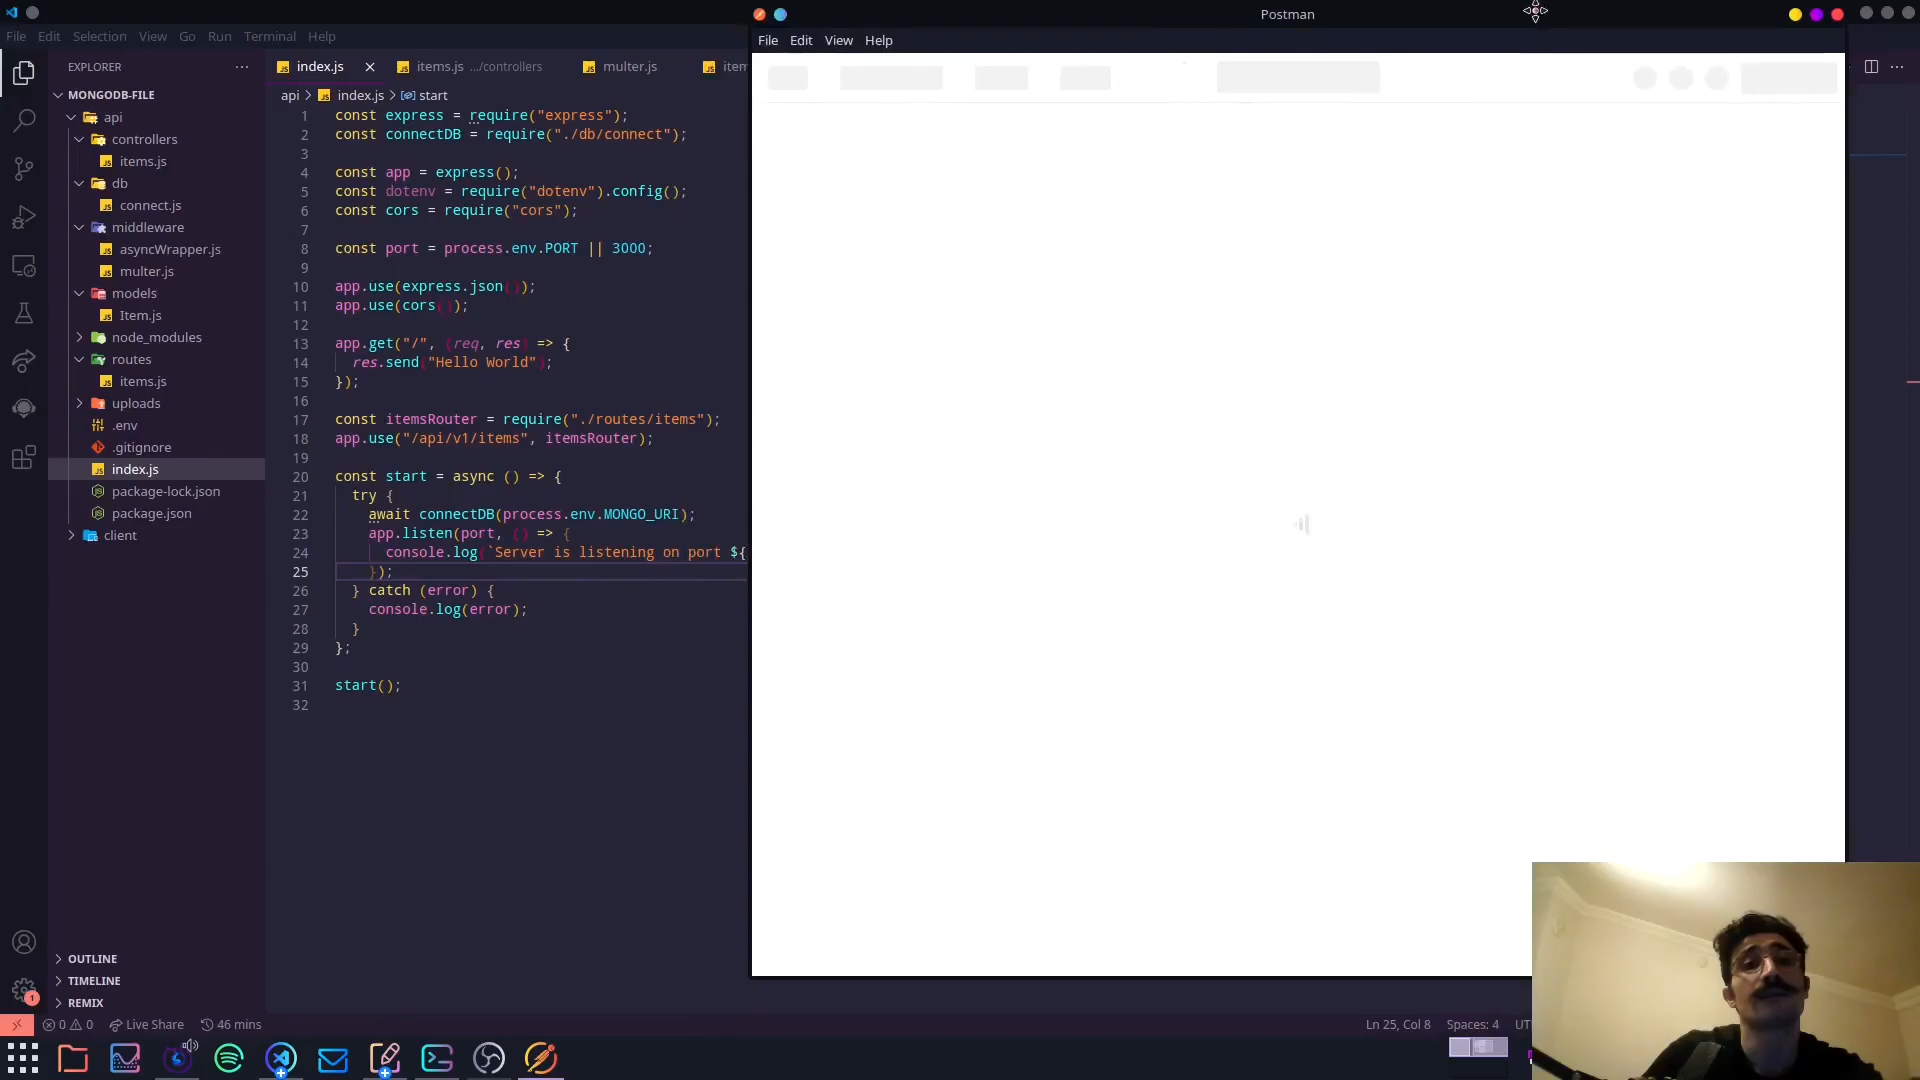 File Edit Selection View Go Run Terminal Help
EXPLORER
MONGODB-FILE
api
controllers
items.js
db
connect.js
middleware
asyncWrapper.js
multer.js
models
Item.js
node_modules
routes
items.js
uploads
.env
.gitignore
index.js
package-lock.json
package.json
client
OUTLINE
TIMELINE
REMIX
index.js items.js .../controllers multer.js item
api > index.js > start
1 const express = require("express");
2 const connectDB = require("./db/connect");
3
4 const app = express();
5 const dotenv = require("dotenv").config();
6 const cors = require("cors");
7
8 const port = process.env.PORT || 3000;
9
10 app.use(express.json());
11 app.use(cors());
12
13 app.get("/", (req, res) => {
14 res.send("Hello World");
15 });
16
17 const itemsRouter = require("./routes/items");
18 app.use("/api/v1/items", itemsRouter);
19
20 const start = async () => {
21 try {
22 await connectDB(process.env.MONGO_URI);
23 app.listen(port, () => {
24 console.log(`Server is listening on port ${
25 });
26 } catch (error) {
27 console.log(error);
28 }
29 };
30
31 start();
32
Postman
File Edit View Help
0 0 Live Share 46 mins
Ln 25, Col 8 Spaces: 4 UT
1